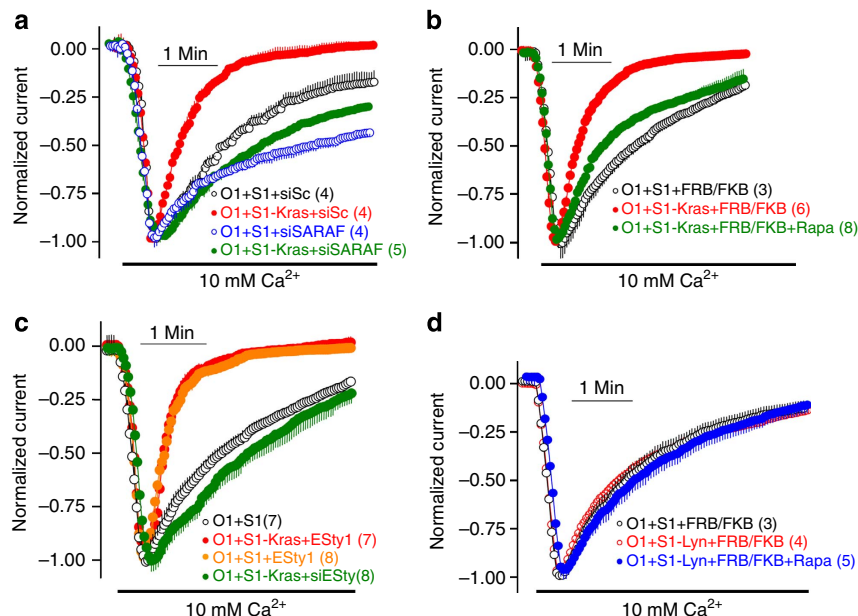 a
1 Min
0.00
−0.25
−0.50
−0.75
−1.00
Normalized current
O1+S1+siSc (4)
O1+S1-Kras+siSc (4)
O1+S1+siSARAF (4)
O1+S1-Kras+siSARAF (5)
10 mM Ca²⁺
b
1 Min
0.00
−0.25
−0.50
−0.75
−1.00
Normalized current
O1+S1+FRB/FKB (3)
O1+S1-Kras+FRB/FKB (6)
O1+S1-Kras+FRB/FKB+Rapa (8)
10 mM Ca²⁺
c
1 Min
0.00
−0.25
−0.50
−0.75
−1.00
Normalized current
O1+S1(7)
O1+S1-Kras+ESty1 (7)
O1+S1+ESty1 (8)
O1+S1-Kras+siESty(8)
10 mM Ca²⁺
d
1 Min
0.00
−0.25
−0.50
−0.75
−1.00
Normalized current
O1+S1+FRB/FKB (3)
O1+S1-Lyn+FRB/FKB (4)
O1+S1-Lyn+FRB/FKB+Rapa (5)
10 mM Ca²⁺